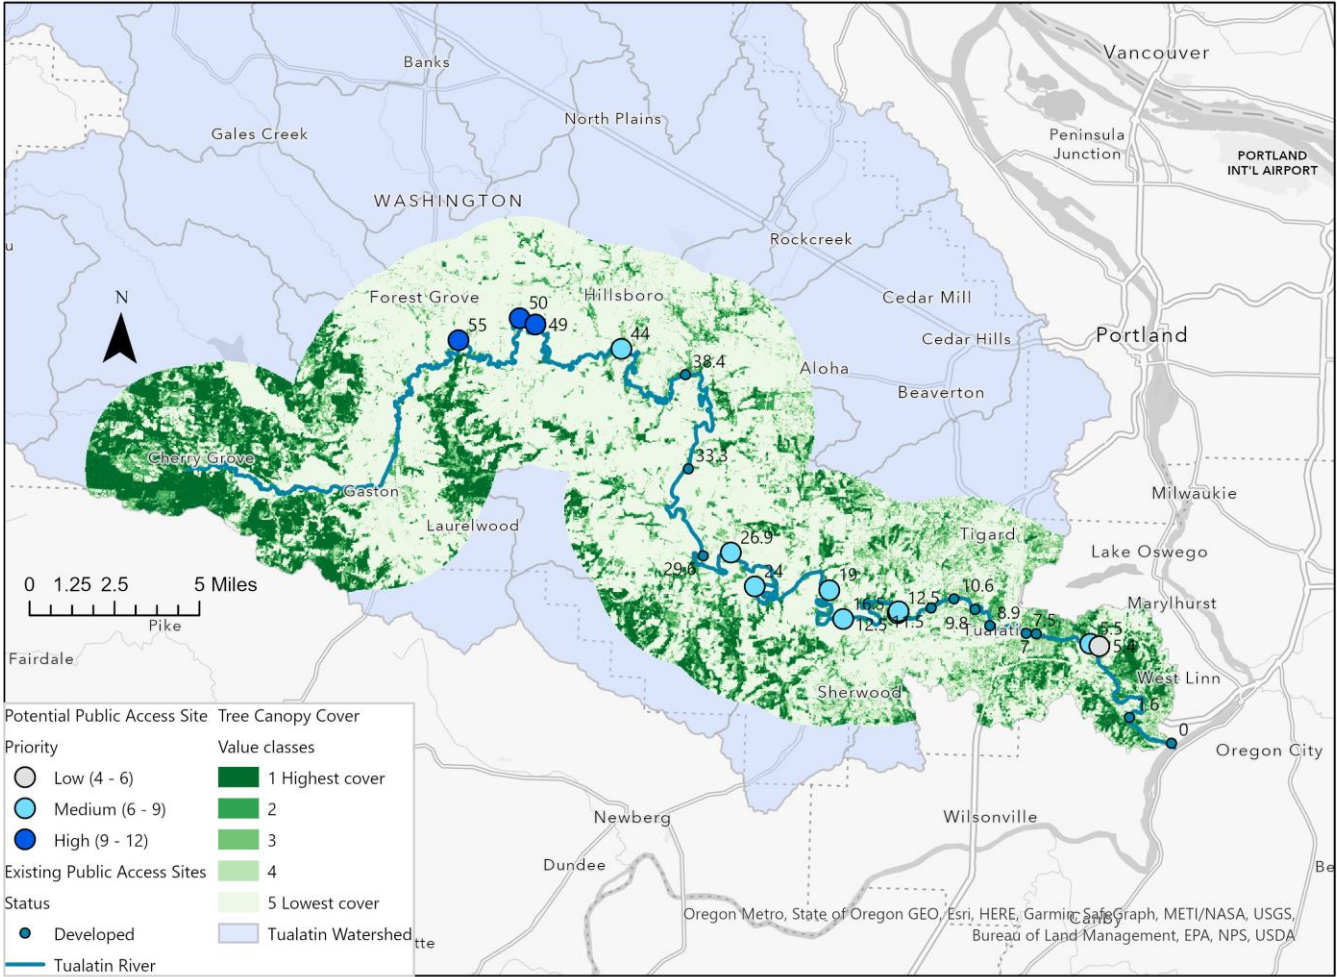 Vancouver
Banks
North Plains
Gales Creek
Peninsula
Junction
PORTLAND
INT'L AIRPORT
WASHINGTON
u
Rockcreek
N
Forest Grove
50
Hillsboro
Cedar Mill
55
49
44
Cedar Hills
Portland
38.4
Aloha
Beaverton
Cherry Grove
33.3
Gaston
Milwaukie
Laurelwood
Tigard
26.9
Lake Oswego
29.6
24
19
10.6
0 1.25 2.5 5 Miles
16.5
12.5
Marylhurst
Pike
12.5
11.5
9.8
8.9
7.5
Tualati
7
5.5
5.4
Fairdale
West Linn
Sherwood
1.6
0
Oregon City
Potential Public Access Site
Tree Canopy Cover
Priority
Value classes
Low (4 - 6)
1 Highest cover
Medium (6 - 9)
2
Newberg
Wilsonville
High (9 - 12)
3
Existing Public Access Sites
4
Dundee
Be
Status
5 Lowest cover
Developed
Tualatin Watershed
tte
Canby
Tualatin River
Oregon Metro, State of Oregon GEO, Esri, HERE, Garmin, SafeGraph, METI/NASA, USGS,
Bureau of Land Management, EPA, NPS, USDA